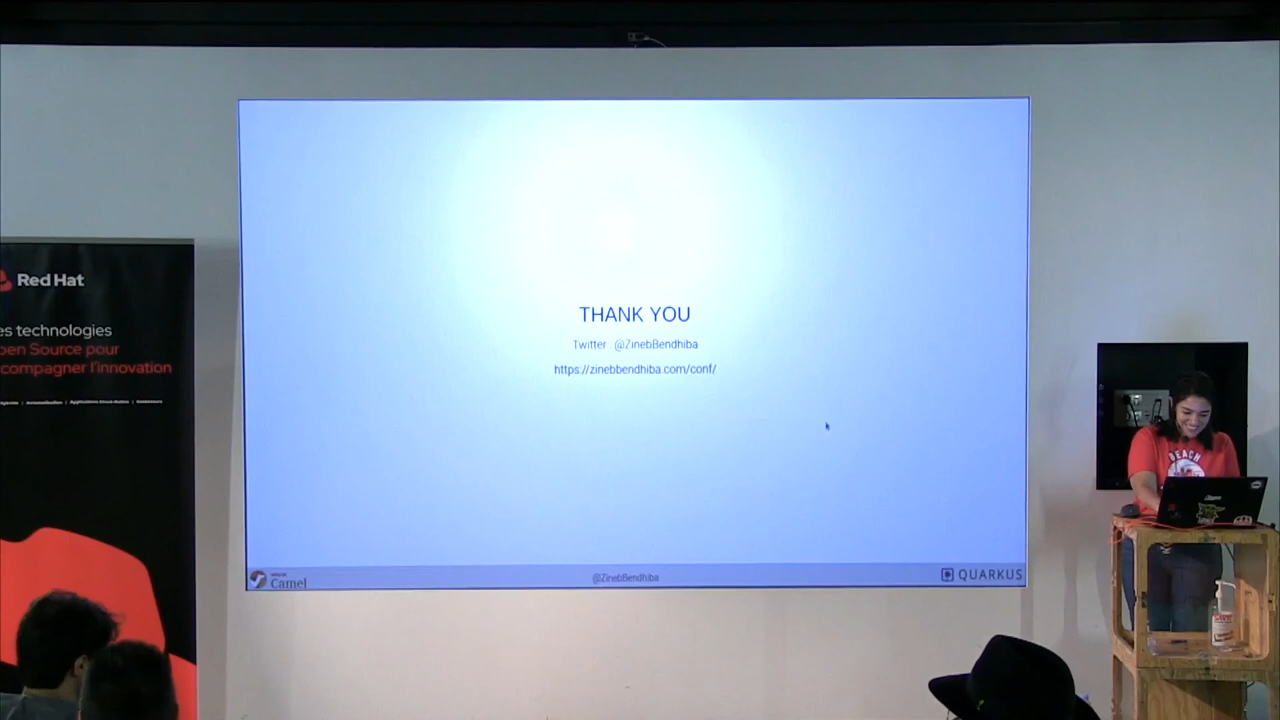 Red Hat
es technologies
pen Source pour
compagner l'innovation
THANK YOU
Twitter : @ZinebBendhiba
https://zinebbendhiba.com/conf/
Camel
@ZinebBendhiba
QUARKUS
BEACH